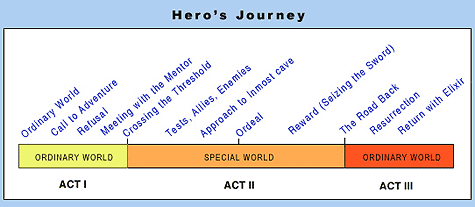 Hero's Journey
Ordinary World
Call to Adventure
Refusal
Meeting with the Mentor
Crossing the Threshold
Tests, Allies, Enemies
Approach to Inmost cave
Ordeal
Reward (Seizing the Sword)
The Road Back
Resurrection
Return with Elixir
ORDINARY WORLD
SPECIAL WORLD
ORDINARY WORLD
ACT I
ACT II
ACT III